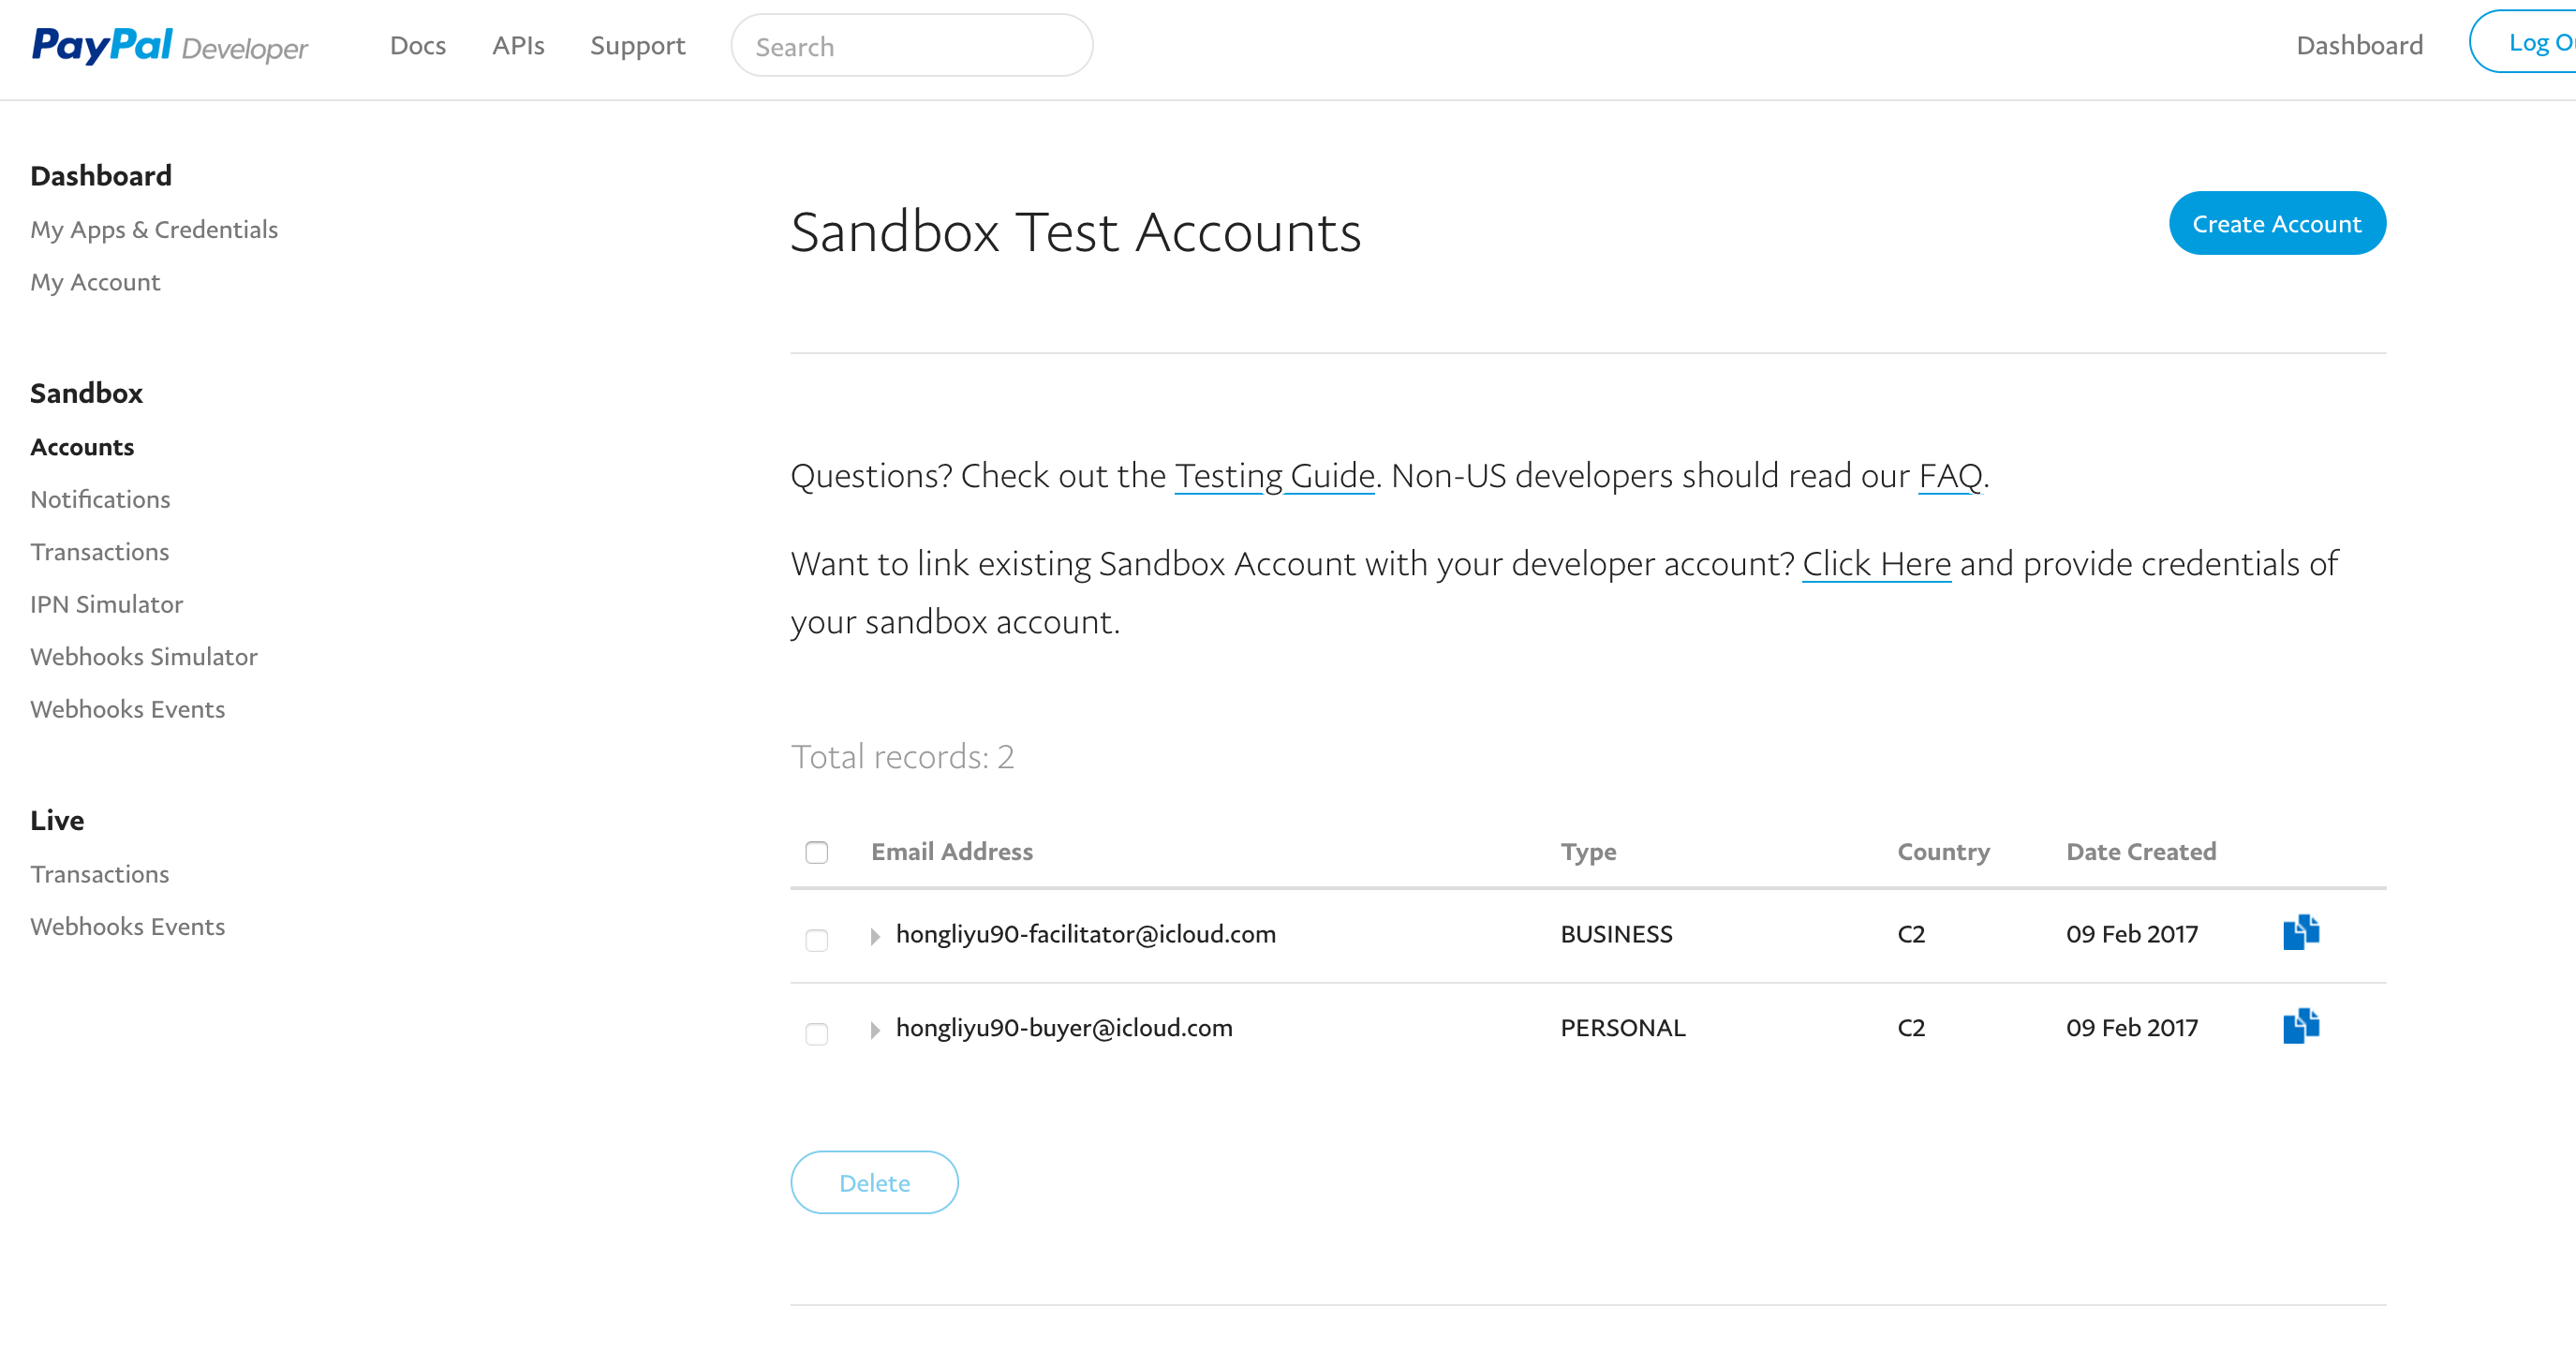 PayPal Developer
Docs
APIs
Support
Search
Dashboard
Log O
Dashboard
My Apps & Credentials
My Account
Sandbox
Accounts
Notifications
Transactions
IPN Simulator
Webhooks Simulator
Webhooks Events
Live
Transactions
Webhooks Events
Sandbox Test Accounts
Create Account
Questions? Check out the Testing Guide. Non-US developers should read our FAQ.
Want to link existing Sandbox Account with your developer account? Click Here and provide credentials of
your sandbox account.
Total records: 2
Email Address Type Country Date Created
hongliyu90-facilitator@icloud.com BUSINESS C2 09 Feb 2017
hongliyu90-buyer@icloud.com PERSONAL C2 09 Feb 2017
Delete